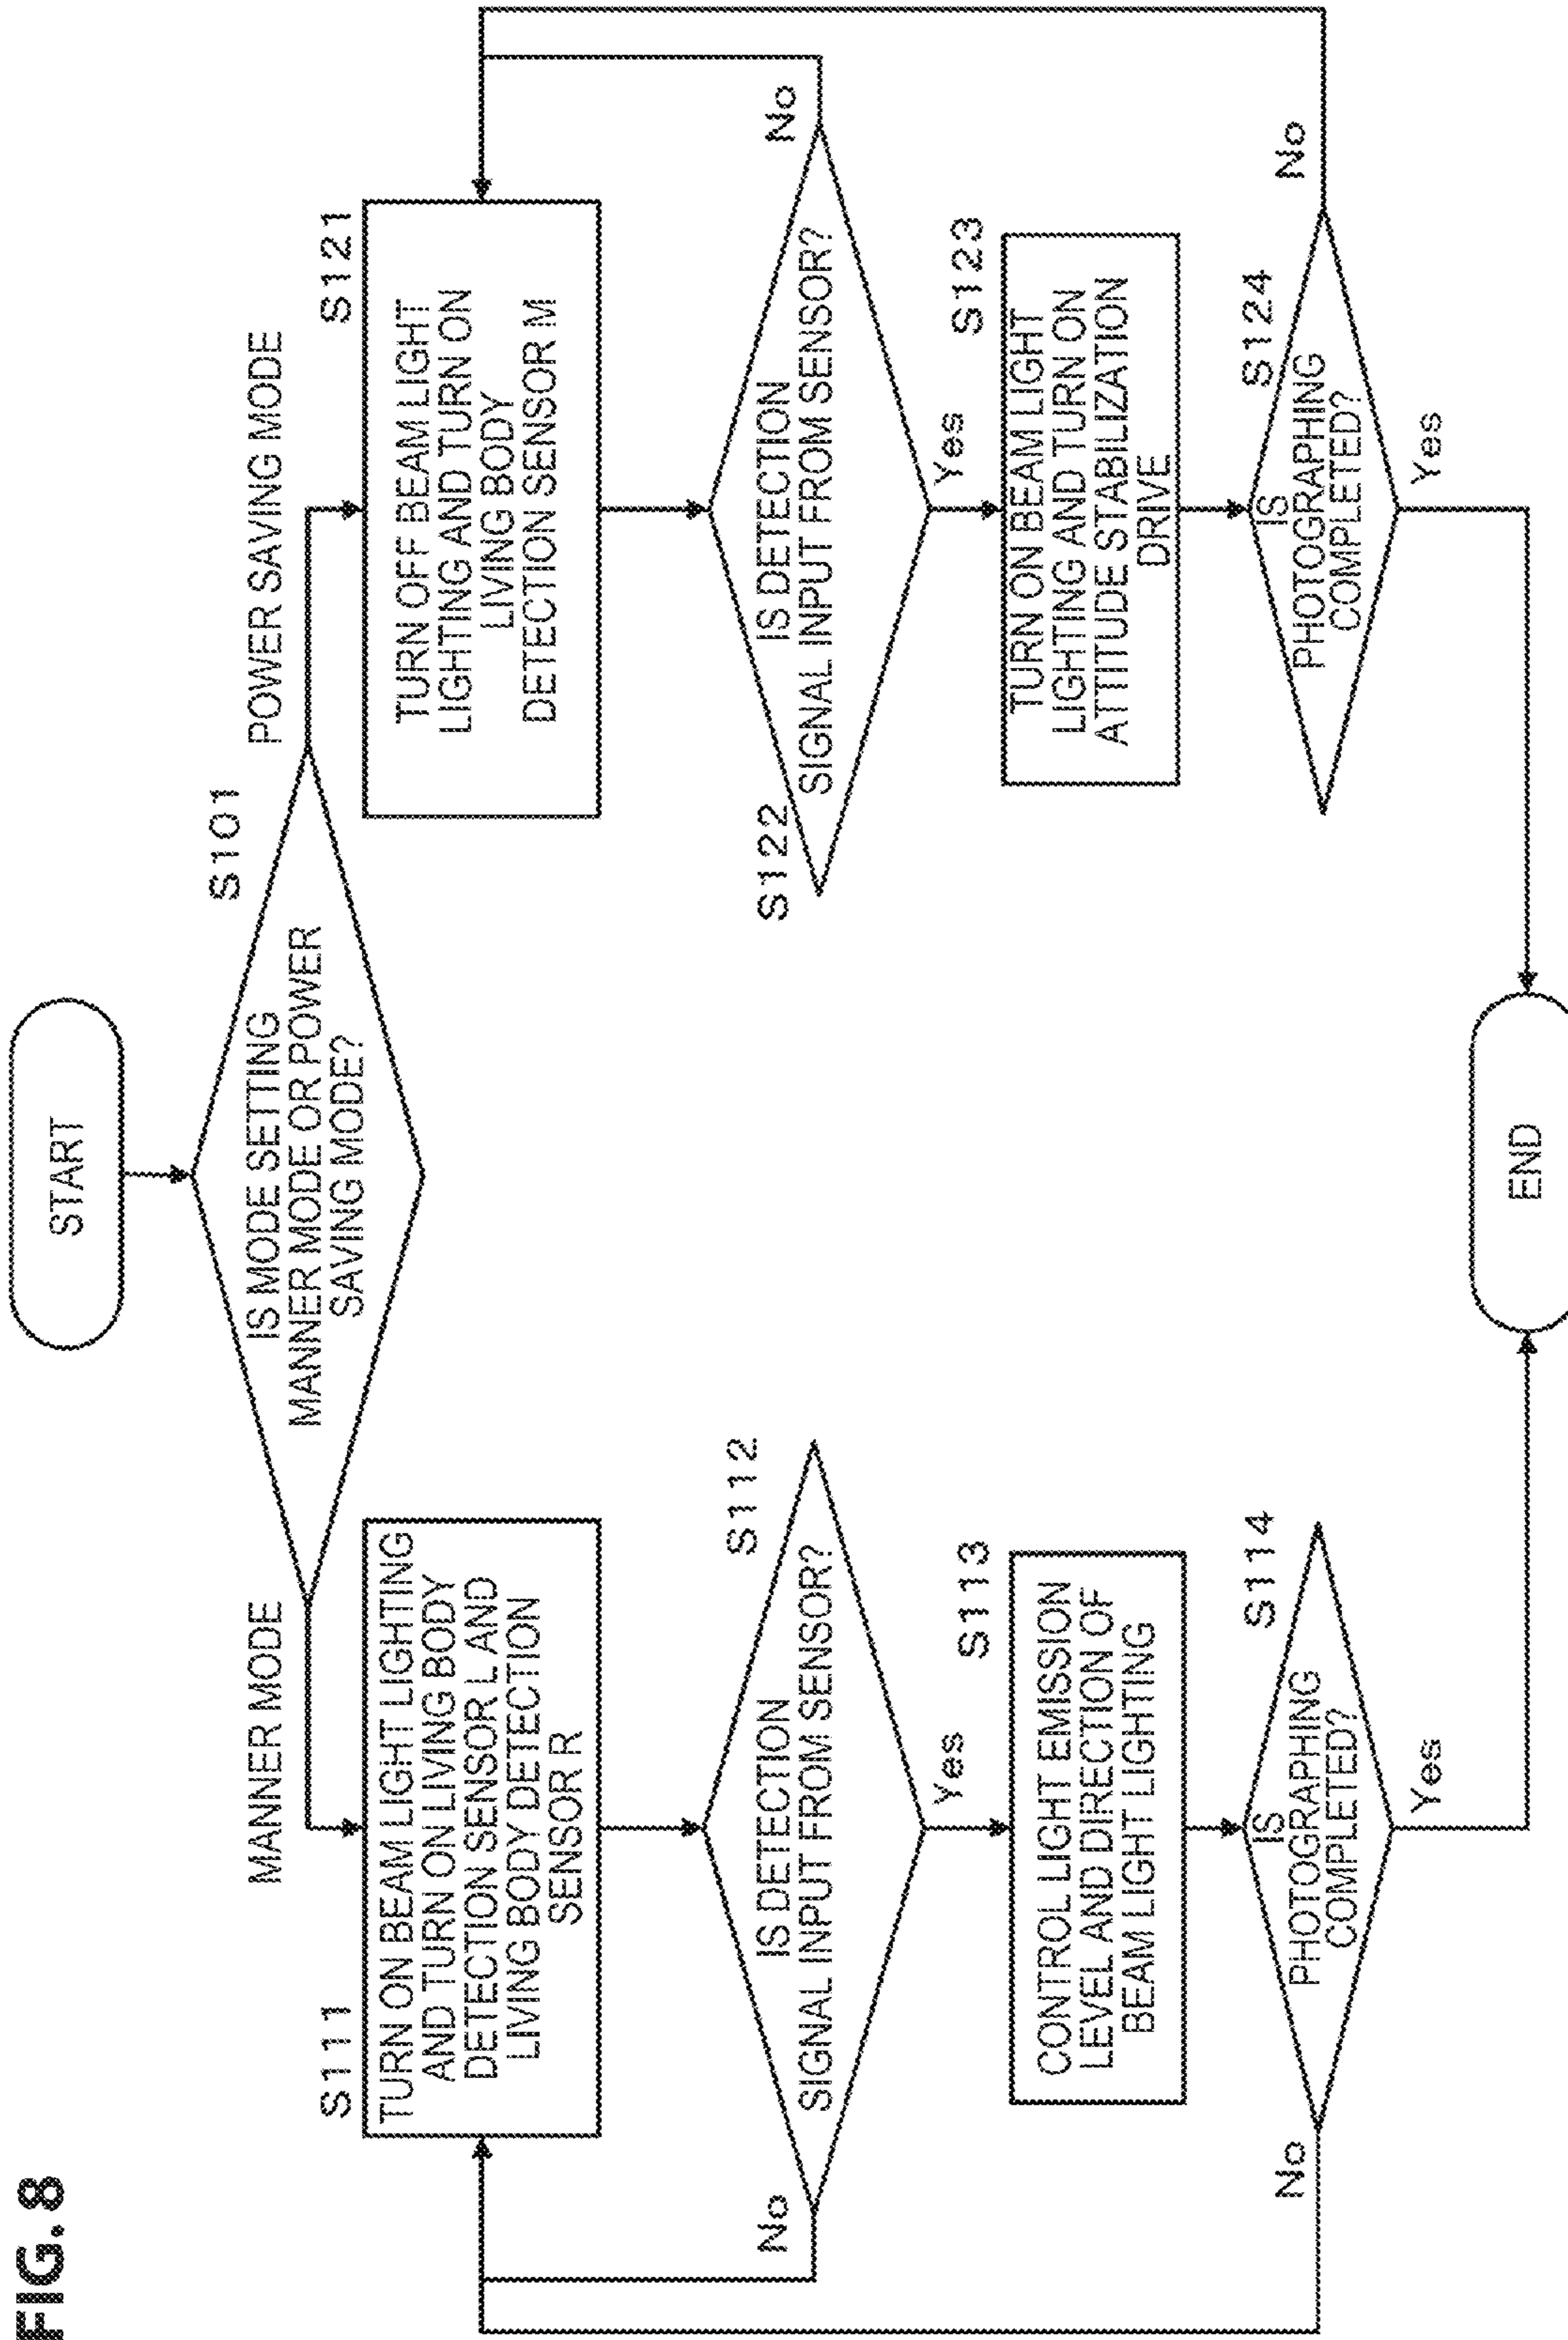 FIG. 8
START
S101
IS MODE SETTING
MANNER MODE OR POWER
SAVING MODE?
MANNER MODE
POWER SAVING MODE
S111
TURN ON BEAM LIGHT LIGHTING
AND TURN ON LIVING BODY
DETECTION SENSOR L AND
LIVING BODY DETECTION
SENSOR R
S112
IS DETECTION
SIGNAL INPUT FROM SENSOR?
No
Yes
S113
CONTROL LIGHT EMISSION
LEVEL AND DIRECTION OF
BEAM LIGHT LIGHTING
S114
IS
PHOTOGRAPHING
COMPLETED?
No
Yes
S121
TURN OFF BEAM LIGHT
LIGHTING AND TURN ON
LIVING BODY
DETECTION SENSOR M
S122
IS DETECTION
SIGNAL INPUT FROM SENSOR?
No
Yes
S123
TURN ON BEAM LIGHT
LIGHTING AND TURN ON
ATTITUDE STABILIZATION
DRIVE
S124
IS
PHOTOGRAPHING
COMPLETED?
No
Yes
END